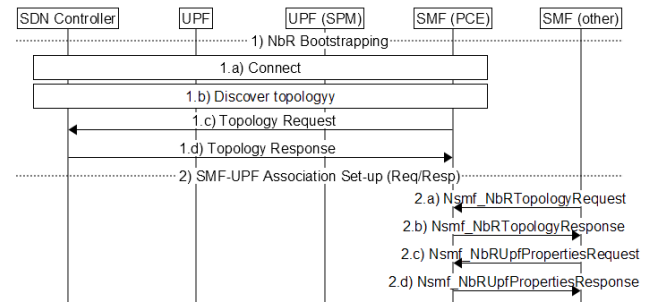 SDN Controller
UPF
UPF (SPM)
SMF (PCE)
SMF (other)
1) NbR Bootstrapping
1.a) Connect
1.b) Discover topologyy
1.c) Topology Request
1.d) Topology Response
2) SMF-UPF Association Set-up (Req/Resp)
2.a) Nsmf_NbRTopologyRequest
2.b) Nsmf_NbRTopologyResponse
2.c) Nsmf_NbRUpfPropertiesRequest
2.d) Nsmf_NbRUpfPropertiesResponse